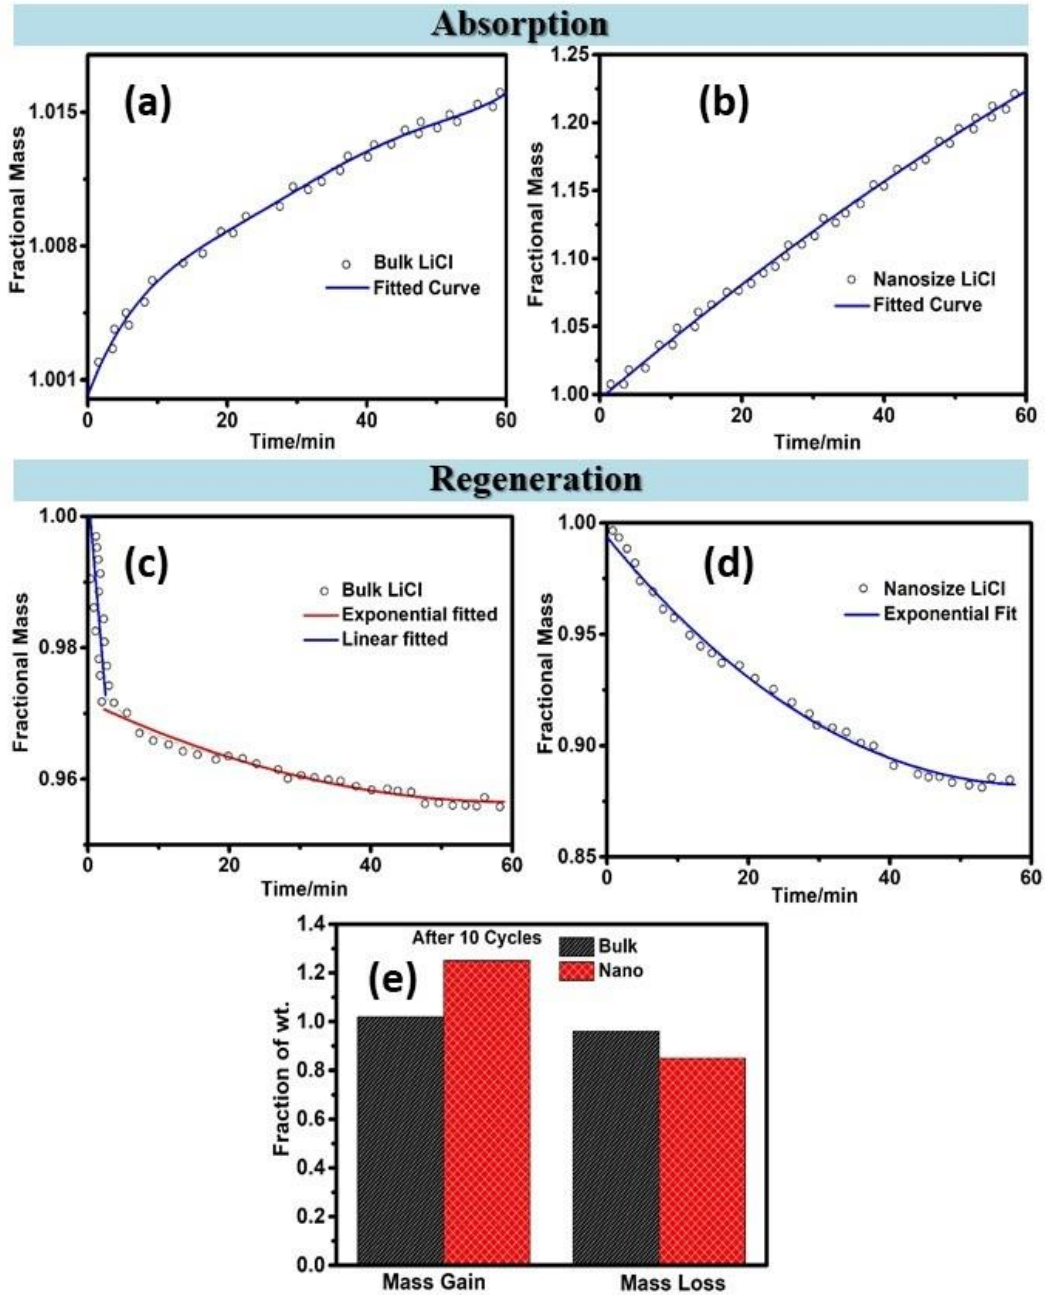 Absorption
(a)
1.015
1.008
1.001
Fractional Mass
Bulk LiCl
Fitted Curve
0 20 40 60
Time/min
(b)
1.25
1.20
1.15
1.10
1.05
1.00
Fractional Mass
Nanosize LiCl
Fitted Curve
0 20 40 60
Time/min
Regeneration
(c)
1.00
0.98
0.96
Fractional Mass
Bulk LiCl
Exponential fitted
Linear fitted
0 20 40 60
Time/min
(d)
1.00
0.95
0.90
0.85
Fractional Mass
Nanosize LiCl
Exponential Fit
0 20 40 60
Time/min
(e)
1.4
1.2
1.0
0.8
0.6
0.4
0.2
0.0
Fraction of wt.
After 10 Cycles
Bulk
Nano
Mass Gain Mass Loss